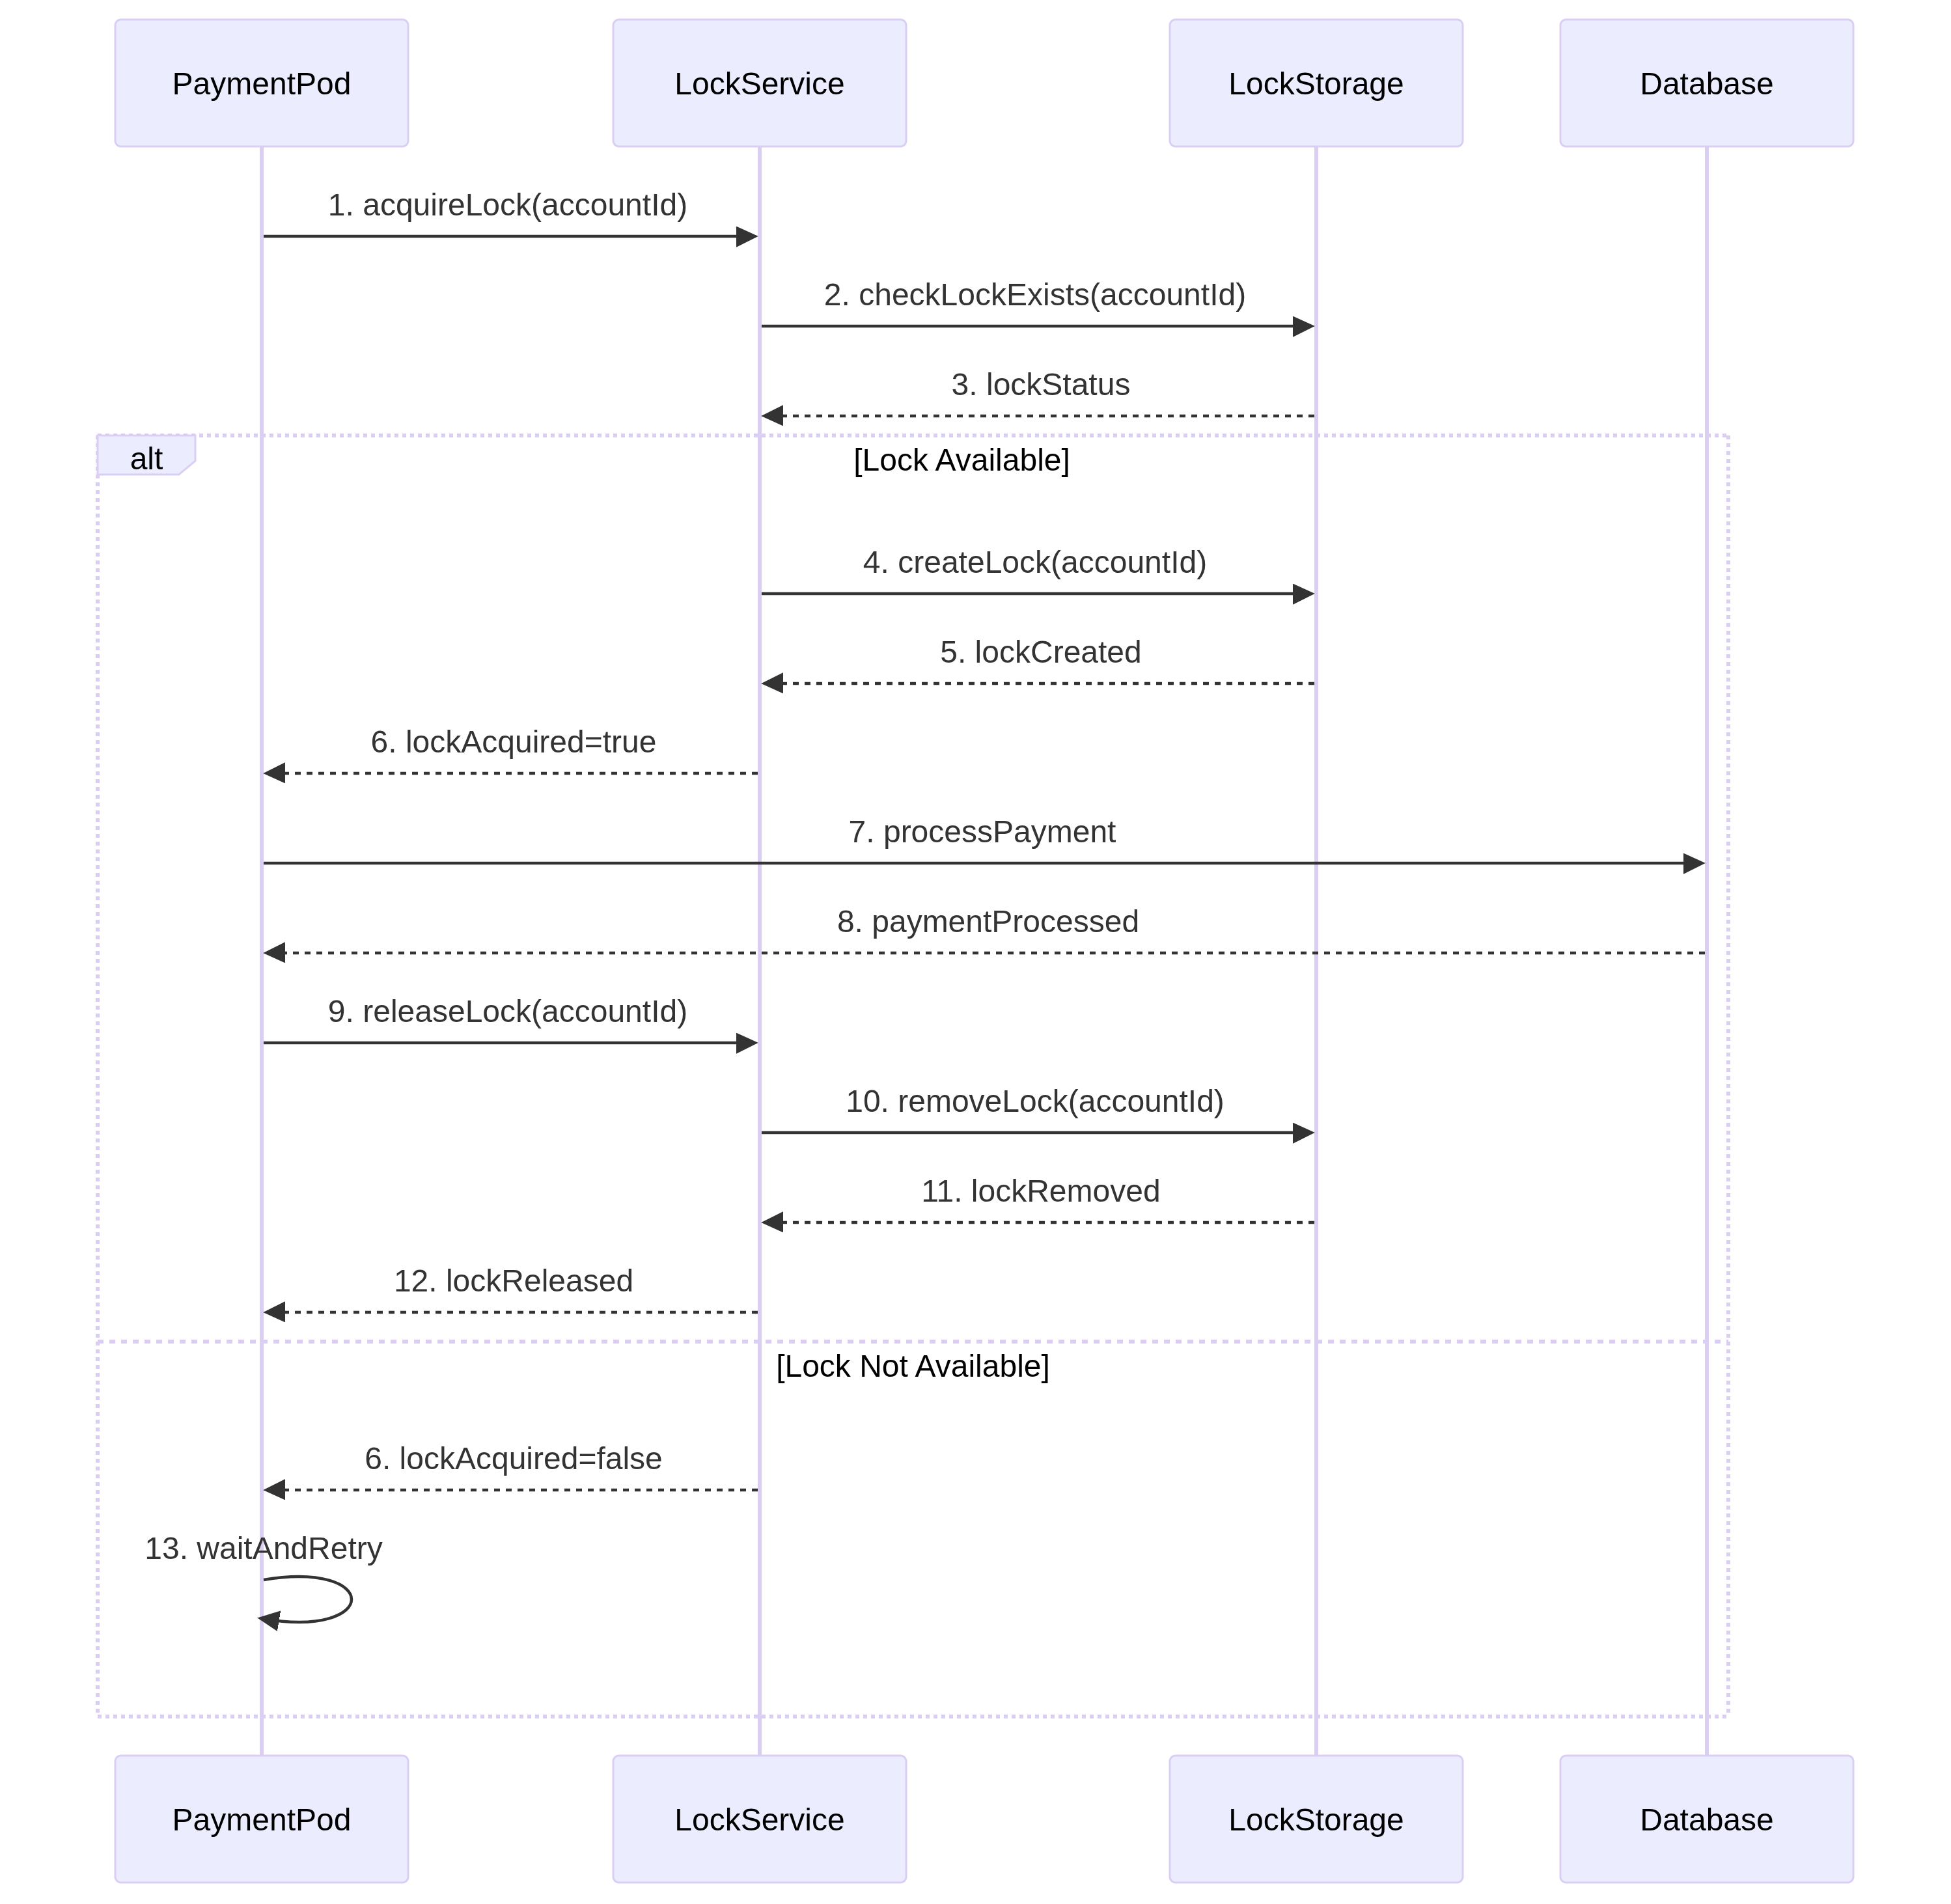 PaymentPod
LockService
LockStorage
Database
1. acquireLock(accountId)
2. checkLockExists(accountId)
3. lockStatus
alt
[Lock Available]
4. createLock(accountId)
5. lockCreated
6. lockAcquired=true
7. processPayment
8. paymentProcessed
9. releaseLock(accountId)
10. removeLock(accountId)
11. lockRemoved
12. lockReleased
[Lock Not Available]
6. lockAcquired=false
13. waitAndRetry
PaymentPod
LockService
LockStorage
Database